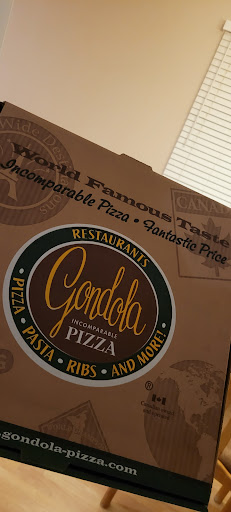 World Famous Taste
Incomparable Pizza • Fantastic Price
CANAD
RESTAURANTS
Gondola
INCOMPARABLE
PIZZA
• PIZZA • PASTA • RIBS • AND MORE! •
®
.gondola-pizza.com